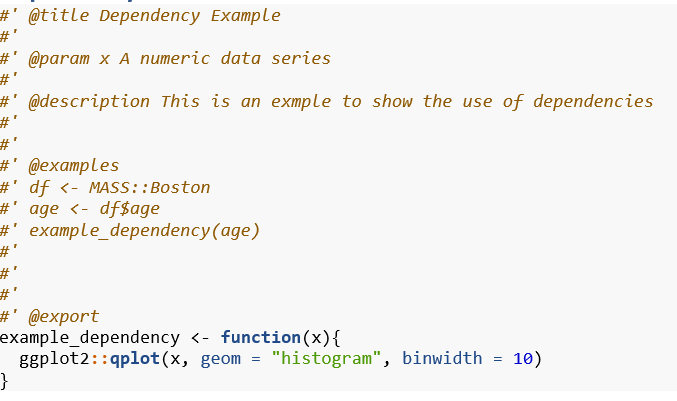 #' @title Dependency Example
#'
#' @param x A numeric data series
#'
#' @description This is an exmple to show the use of dependencies
#'
#'
#' @examples
#' df <- MASS::Boston
#' age <- df$age
#' example_dependency(age)
#'
#'
#'
#' @export
example_dependency <- function(x){
  ggplot2::qplot(x, geom = "histogram", binwidth = 10)
}